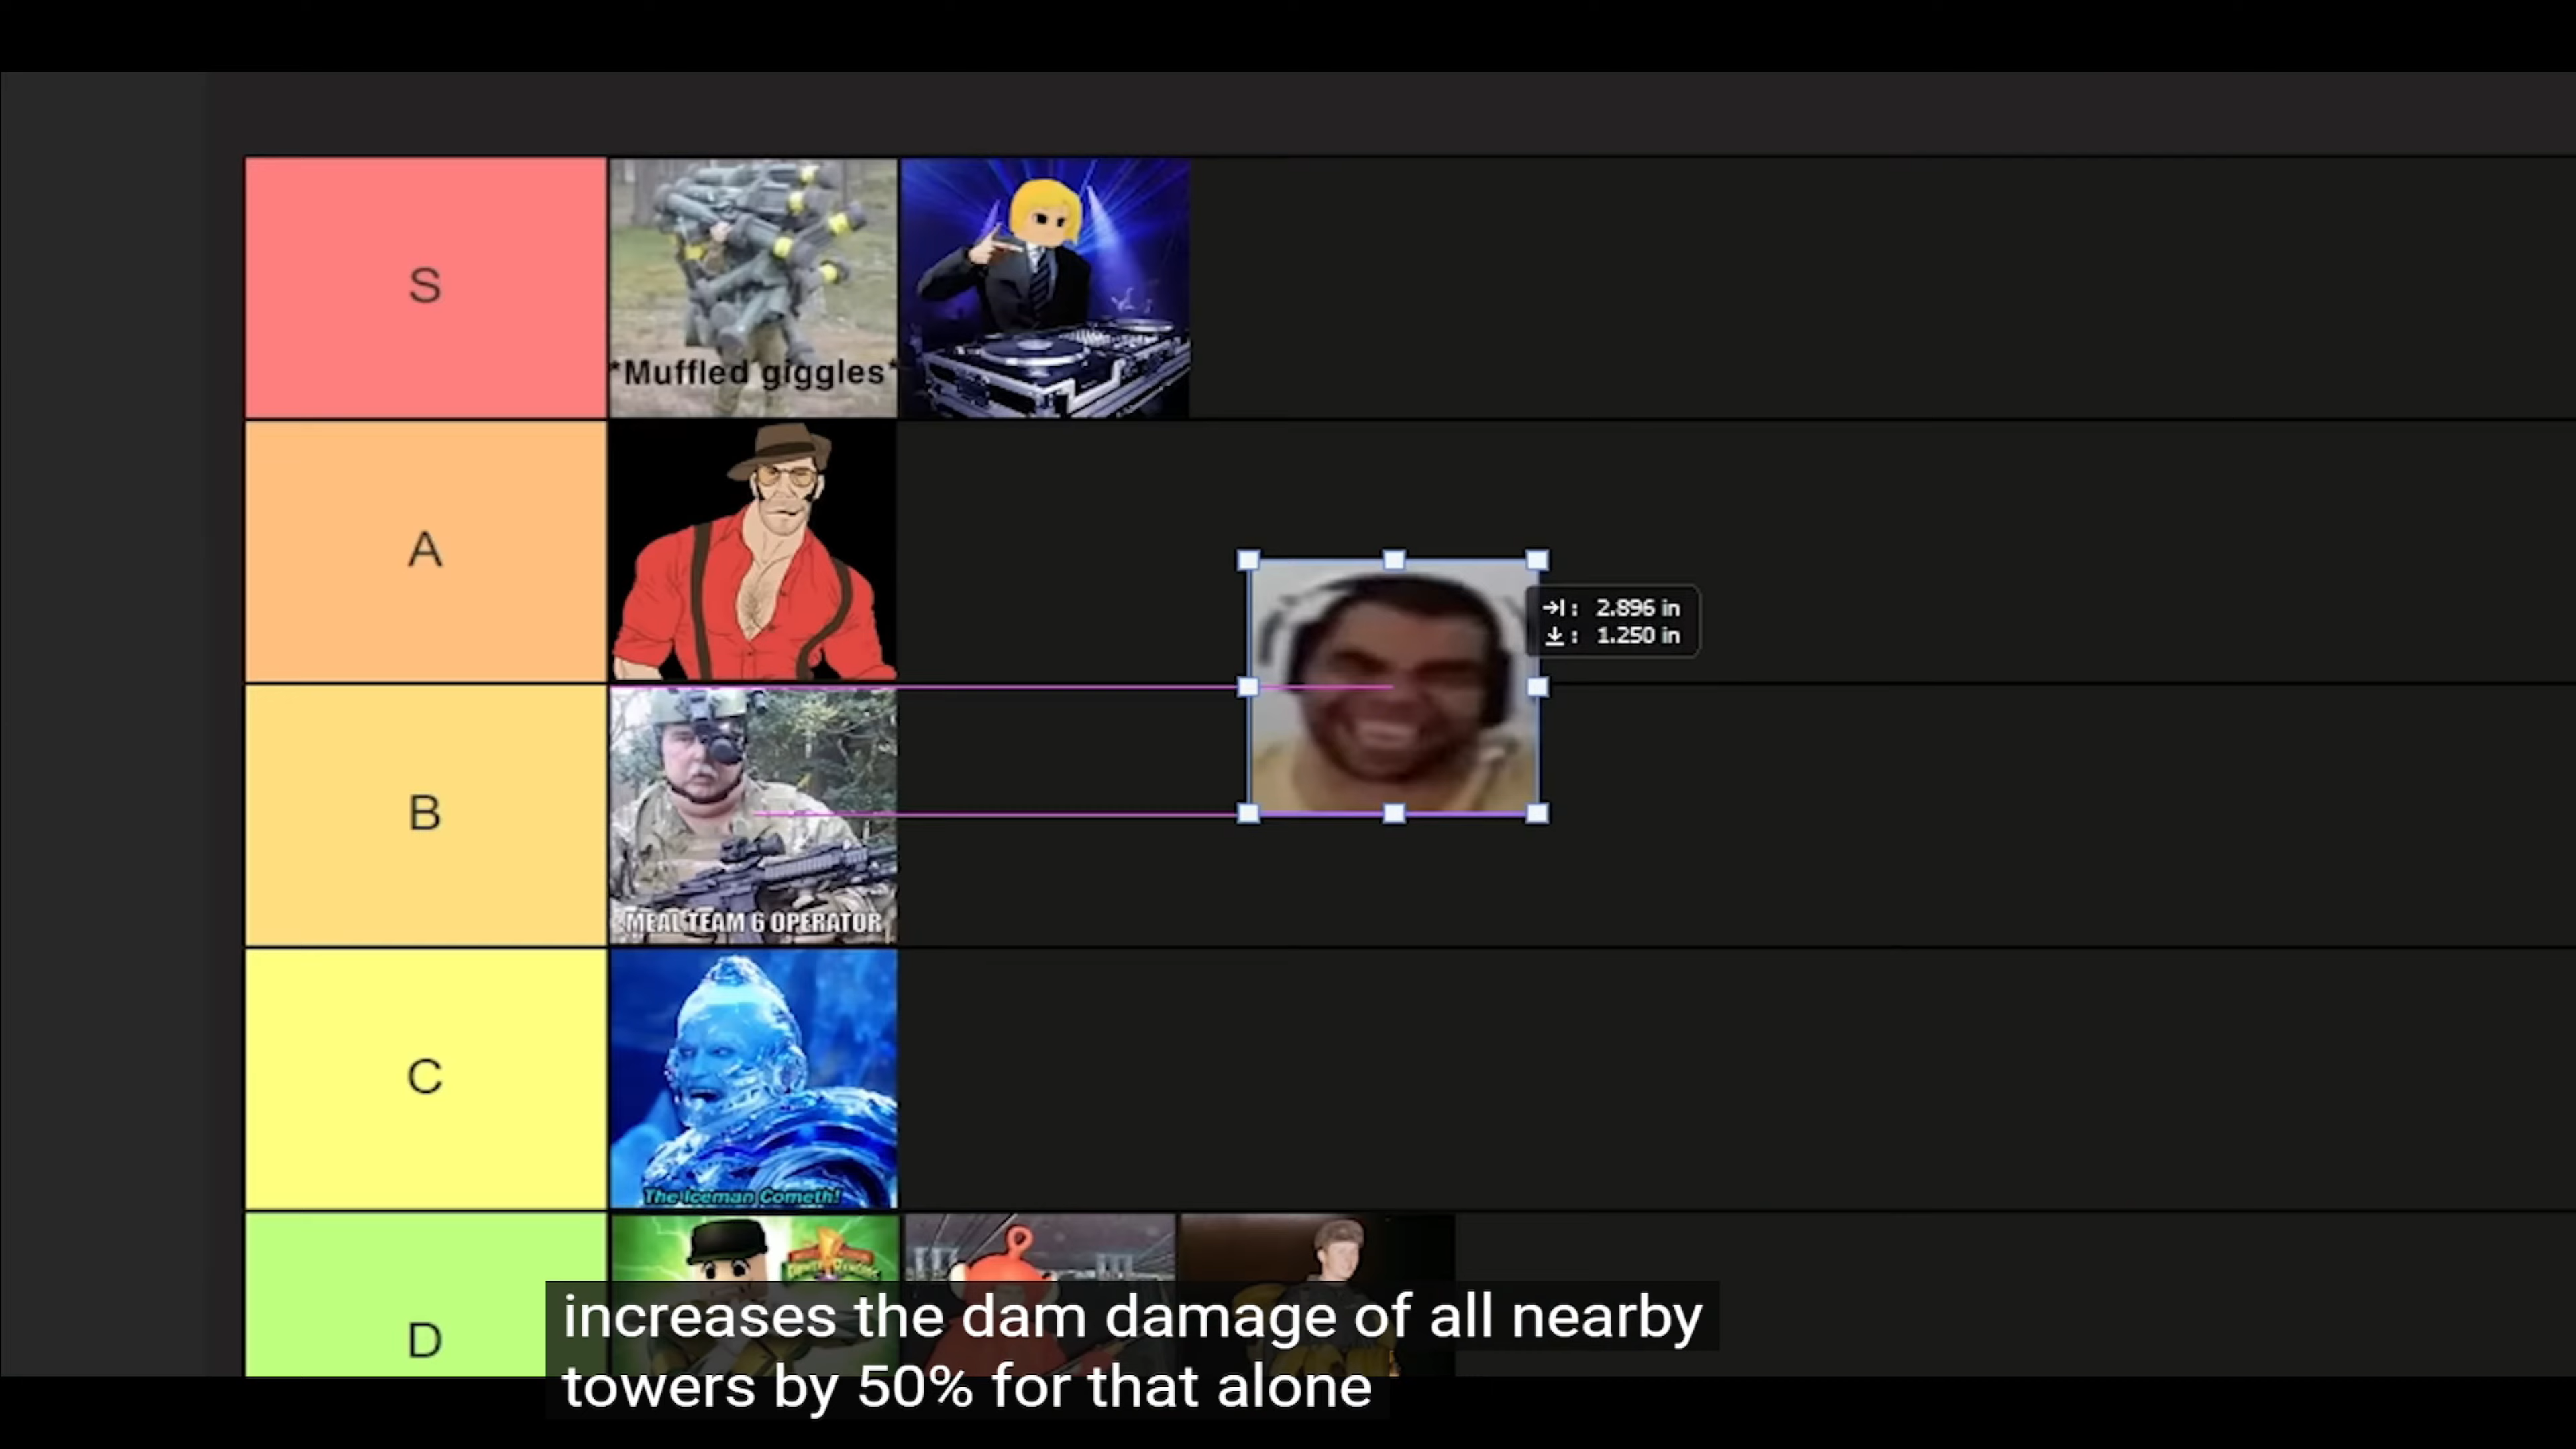 S
*Muffled giggles*
A
→| : 2.896 in
↓ : 1.250 in
B
MEAL TEAM 6 OPERATOR
C
The Iceman Cometh!
D
increases the dam damage of all nearby
towers by 50% for that alone